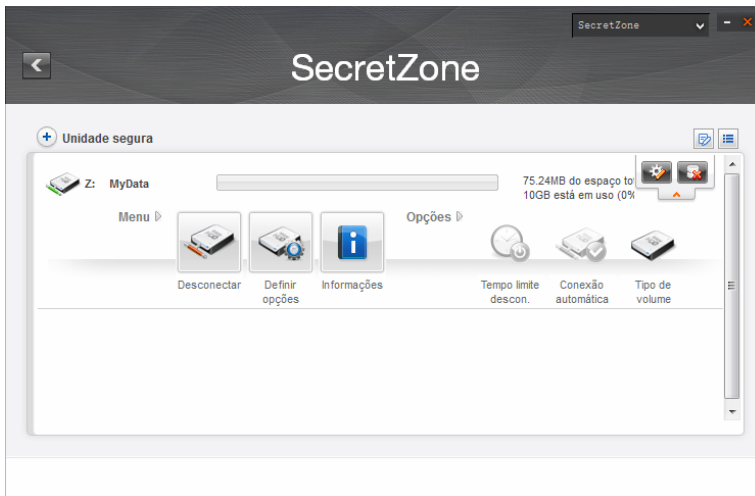 SecretZone
SecretZone
Unidade segura
Z: MyData
75.24MB do espaço to
10GB está em uso (0%
Menu
Opções
Desconectar
Definir opções
Informações
Tempo limite descon.
Conexão automática
Tipo de volume